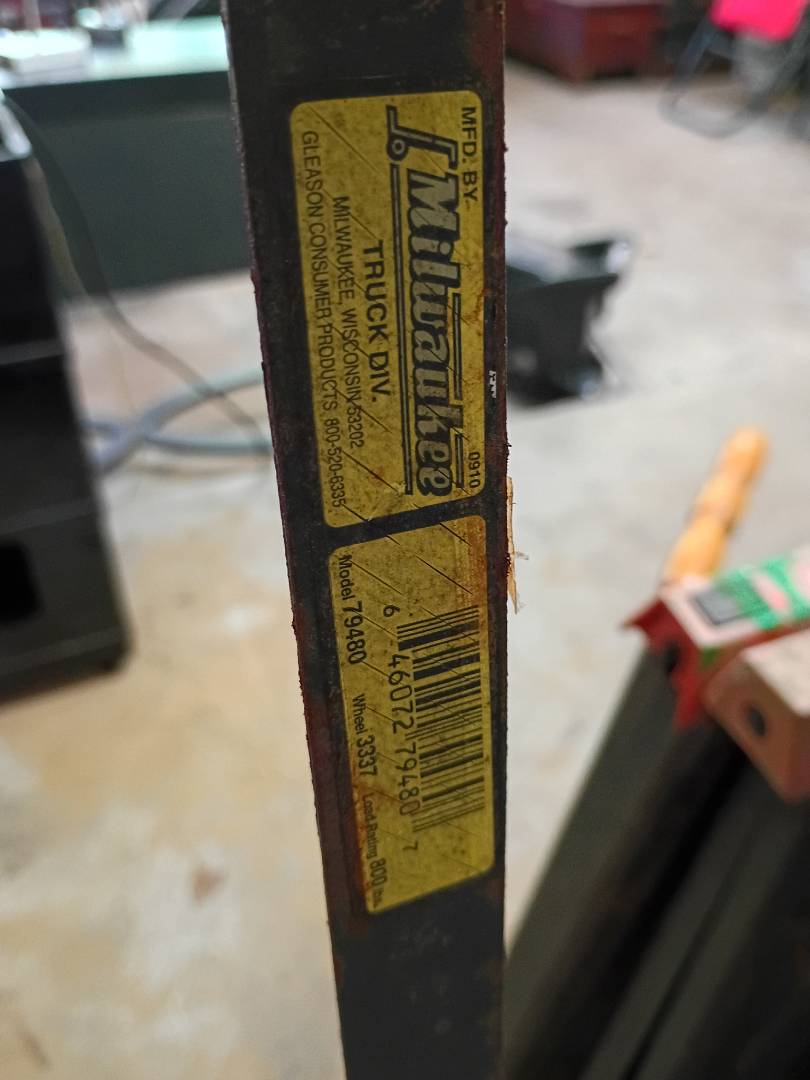 MFD. BY
Milwaukee
0910
TRUCK DIV.
MILWAUKEE, WISCONSIN 53202
GLEASON CONSUMER PRODUCTS 800-520-6335
6 46072 79480 7
Model 79480 Wheel 3337 Load Rating 800 lbs.